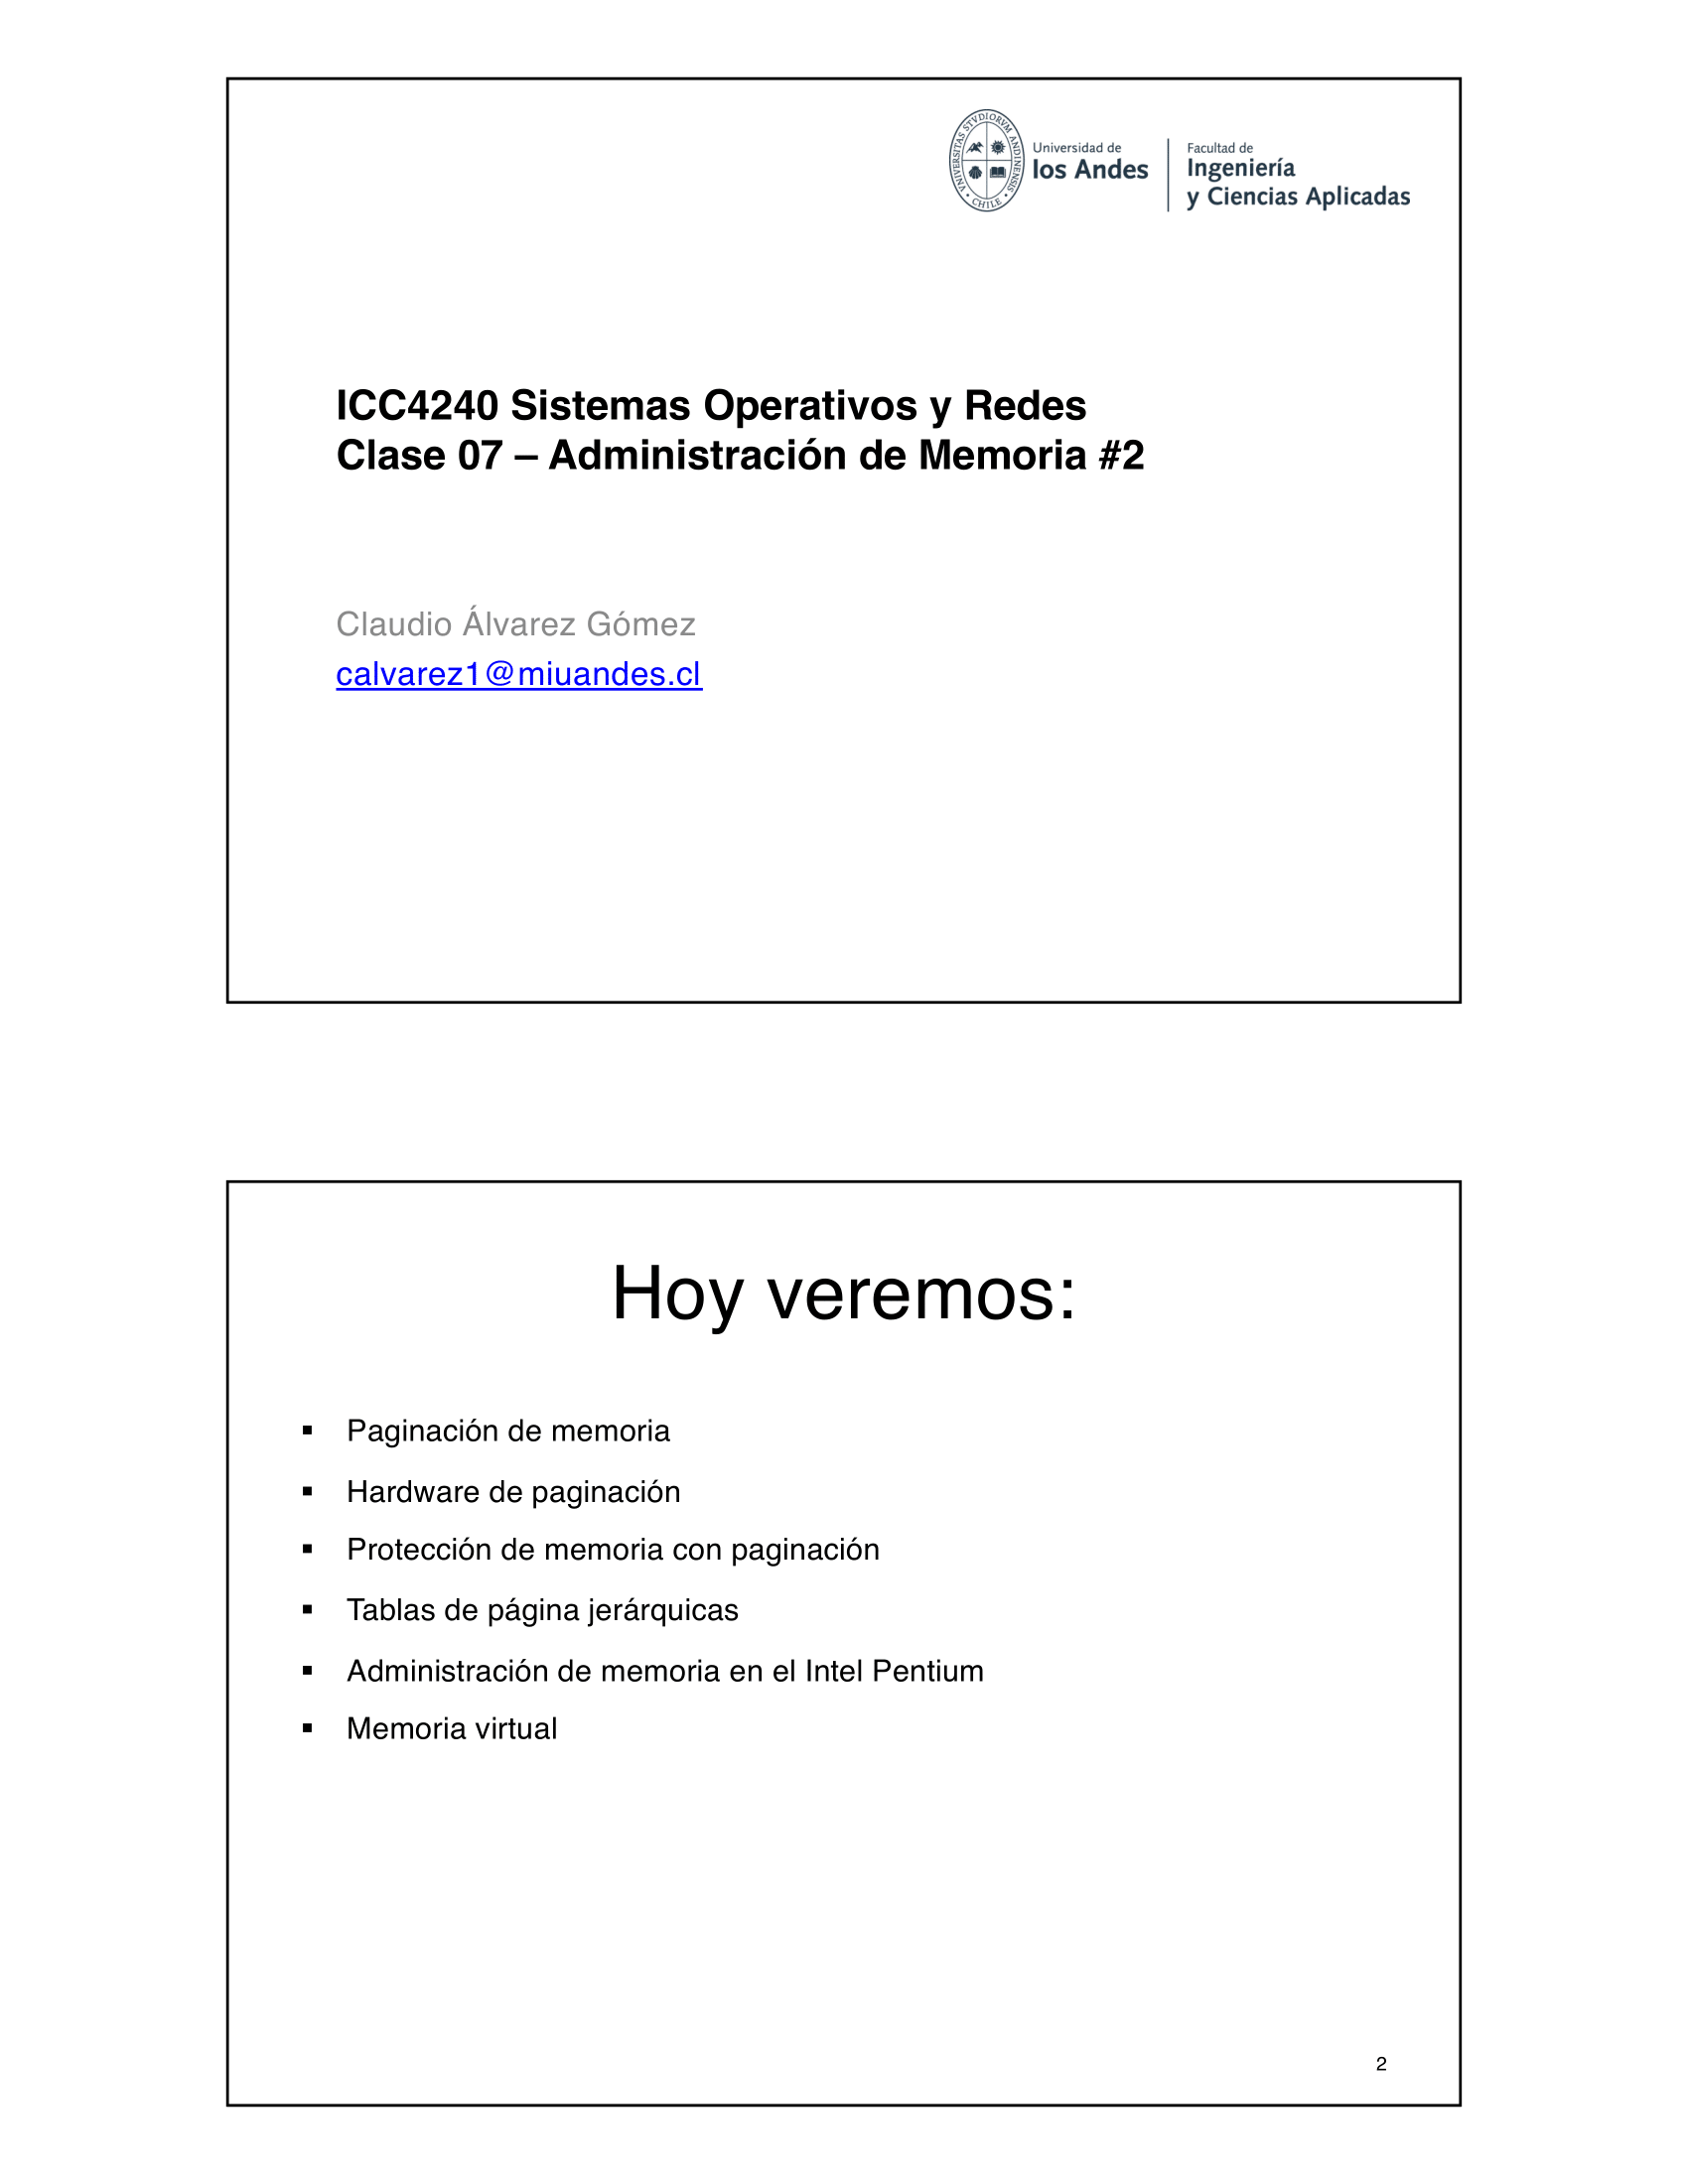 VNIVERSITAS STVDIORVM ANDINENSIS • CHILE •
Universidad de
los Andes
Facultad de
Ingeniería
y Ciencias Aplicadas
ICC4240 Sistemas Operativos y Redes
Clase 07 – Administración de Memoria #2
Claudio Álvarez Gómez
calvarez1@miuandes.cl
Hoy veremos:
▪ Paginación de memoria
▪ Hardware de paginación
▪ Protección de memoria con paginación
▪ Tablas de página jerárquicas
▪ Administración de memoria en el Intel Pentium
▪ Memoria virtual
2